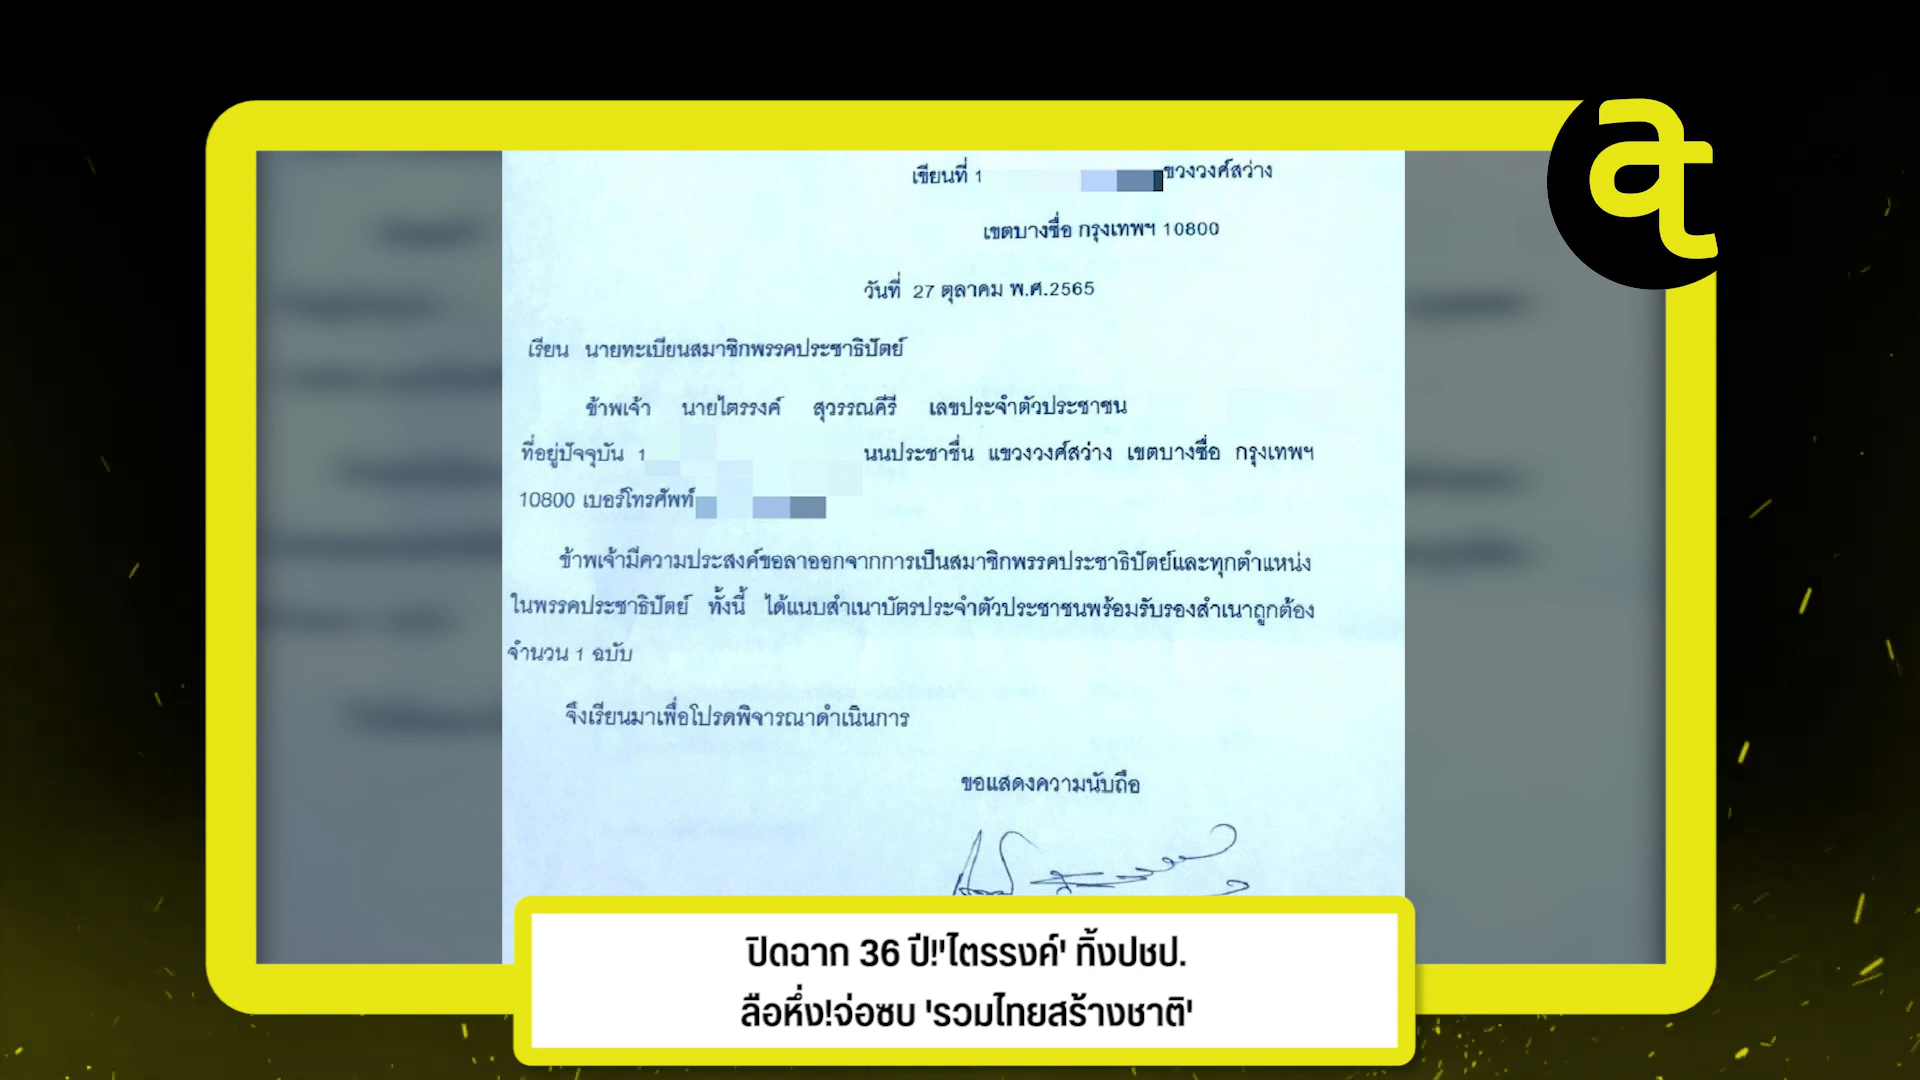 เขียนที่ 1 ขวงวงศ์สว่าง
เขตบางซื่อ กรุงเทพฯ 10800
วันที่ 27 ตุลาคม พ.ศ.2565
เรียน นายทะเบียนสมาชิกพรรคประชาธิปัตย์
ข้าพเจ้า นายไตรรงค์ สุวรรณคีรี เลขประจำตัวประชาชน
ที่อยู่ปัจจุบัน 1 นนประชาชื่น แขวงวงศ์สว่าง เขตบางซื่อ กรุงเทพฯ
10800 เบอร์โทรศัพท์
ข้าพเจ้ามีความประสงค์ขอลาออกจากการเป็นสมาชิกพรรคประชาธิปัตย์และทุกตำแหน่ง
ในพรรคประชาธิปัตย์ ทั้งนี้ ได้แนบสำเนาบัตรประจำตัวประชาชนพร้อมรับรองสำเนาถูกต้อง
จำนวน 1 ฉบับ
จึงเรียนมาเพื่อโปรดพิจารณาดำเนินการ
ขอแสดงความนับถือ
ปิดฉาก 36 ปี!'ไตรรงค์' ทิ้งปชป.
ลือหึ่ง!จ่อซบ 'รวมไทยสร้างชาติ'